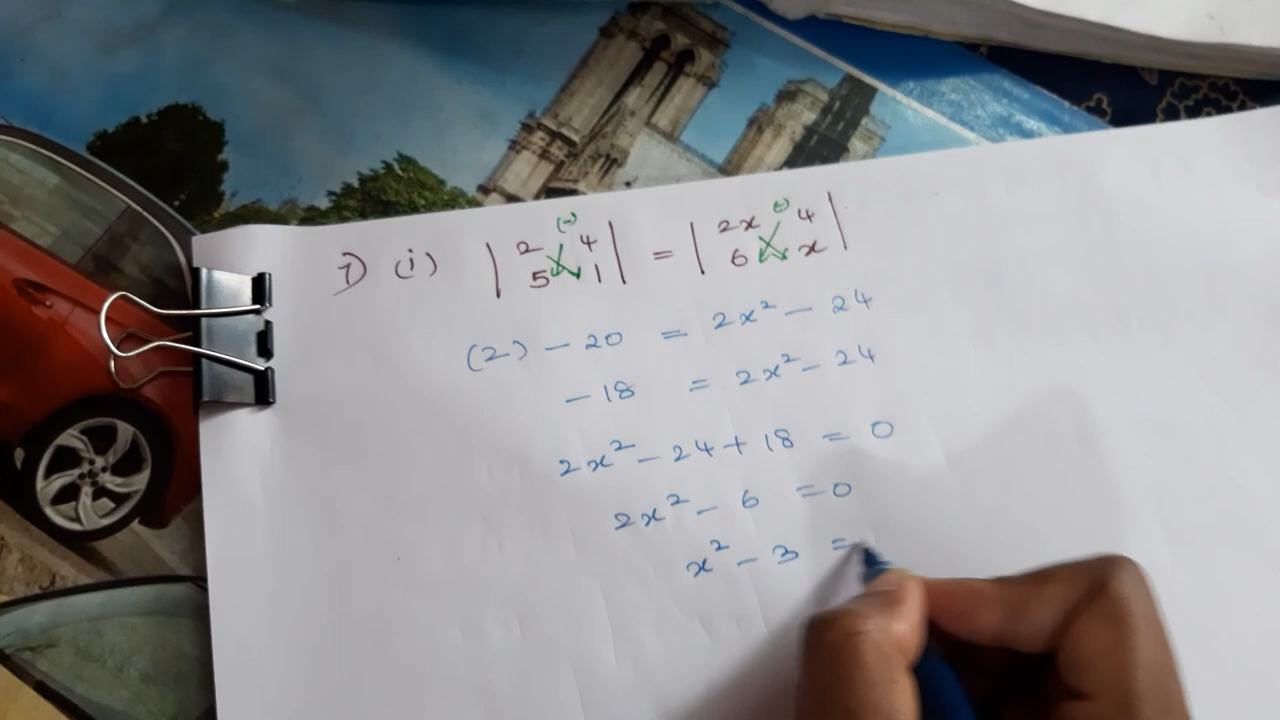 7) (i) | 2 4 | = | 2x 4 |
(-) (-)
| 5 1 | | 6 x |
(2) - 20 = 2x² - 24
- 18 = 2x² - 24
2x² - 24 + 18 = 0
2x² - 6 = 0
x² - 3 =